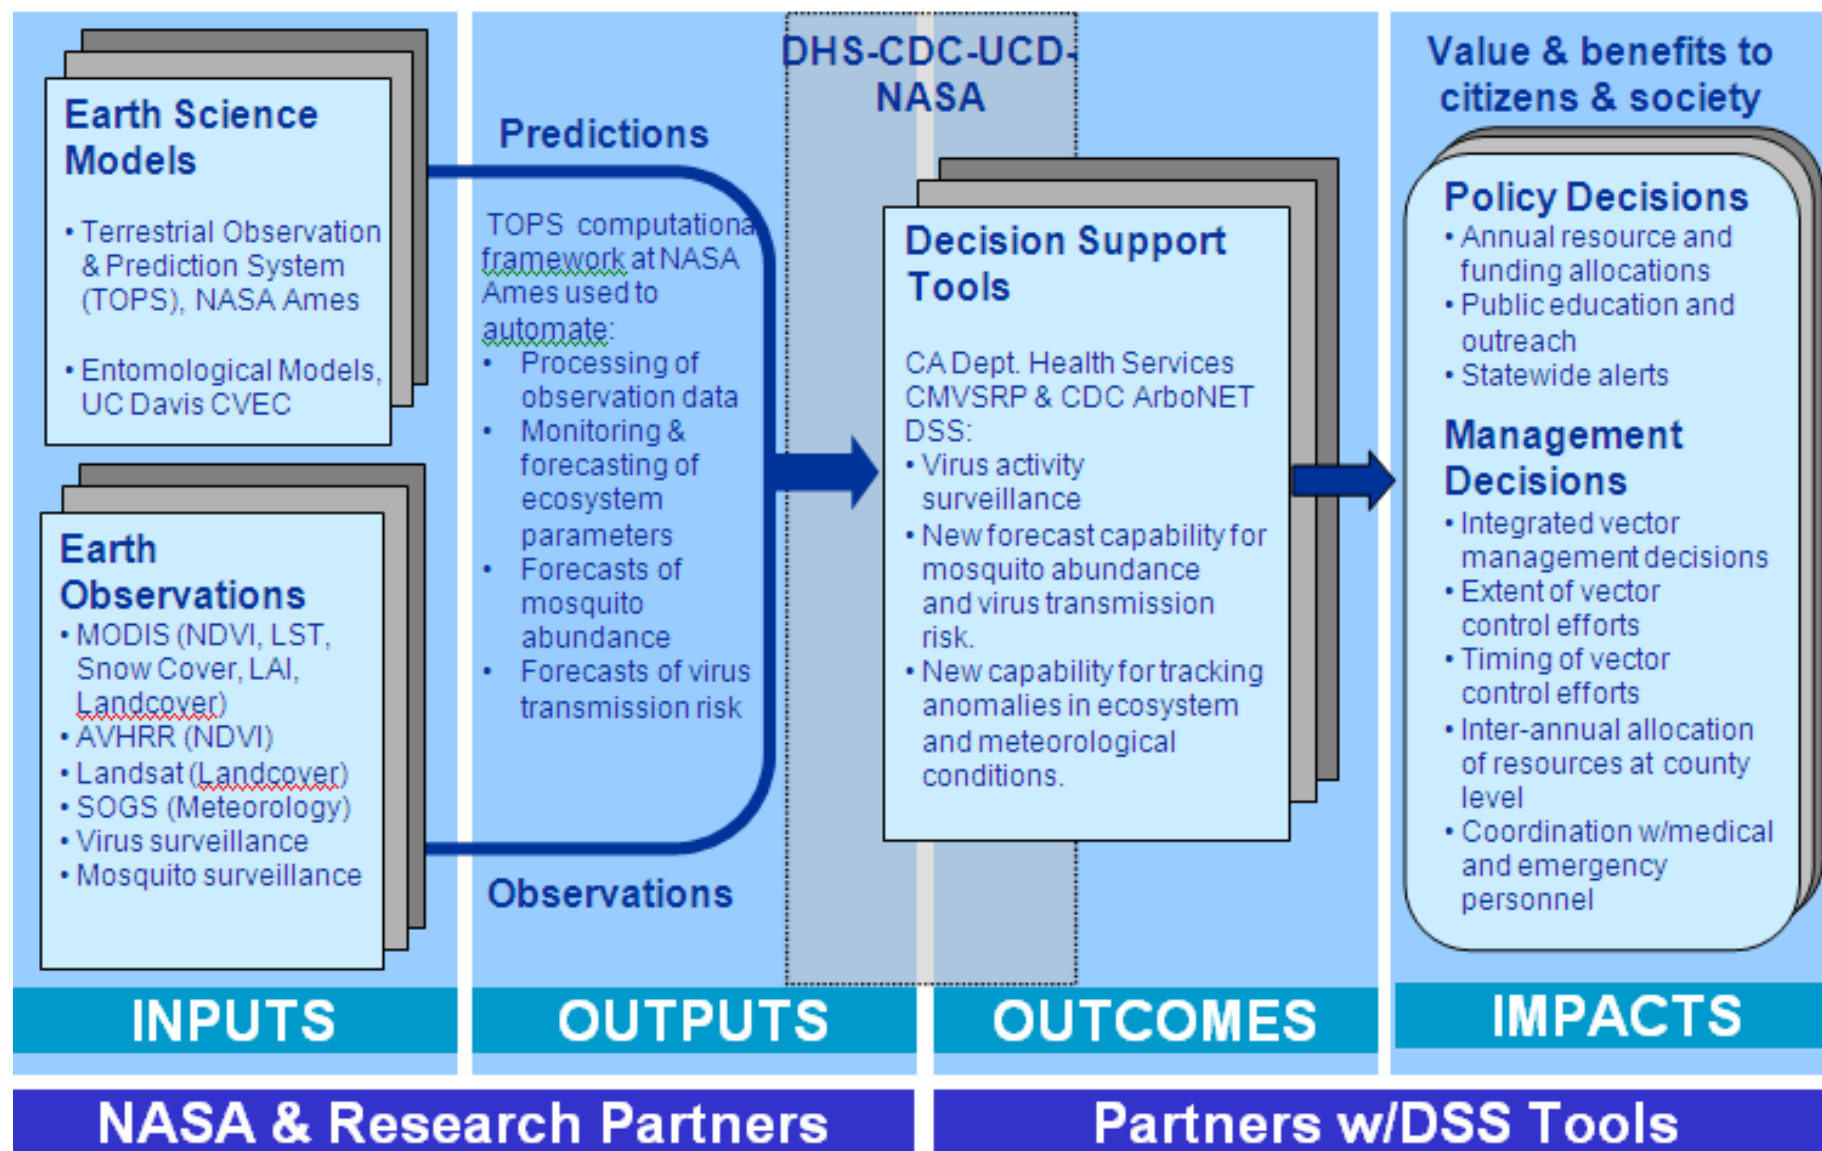 Earth Science
Models
• Terrestrial Observation
& Prediction System
(TOPS), NASA Ames
• Entomological Models,
UC Davis CVEC
Earth
Observations
• MODIS (NDVI, LST,
Snow Cover, LAI,
Landcover)
• AVHRR (NDVI)
• Landsat (Landcover)
• SOGS (Meteorology)
• Virus surveillance
• Mosquito surveillance
INPUTS
Predictions
TOPS computational
framework at NASA
Ames used to
automate:
• Processing of
observation data
• Monitoring &
forecasting of
ecosystem
parameters
• Forecasts of
mosquito
abundance
• Forecasts of virus
transmission risk
Observations
OUTPUTS
DHS-CDC-UCD-
NASA
Decision Support
Tools
CA Dept. Health Services
CMVSRP & CDC ArboNET
DSS:
• Virus activity
surveillance
• New forecast capability for
mosquito abundance
and virus transmission
risk.
• New capability for tracking
anomalies in ecosystem
and meteorological
conditions.
OUTCOMES
Value & benefits to
citizens & society
Policy Decisions
• Annual resource and
funding allocations
• Public education and
outreach
• Statewide alerts
Management
Decisions
• Integrated vector
management decisions
• Extent of vector
control efforts
• Timing of vector
control efforts
• Inter-annual allocation
of resources at county
level
• Coordination w/medical
and emergency
personnel
IMPACTS
NASA & Research Partners
Partners w/DSS Tools